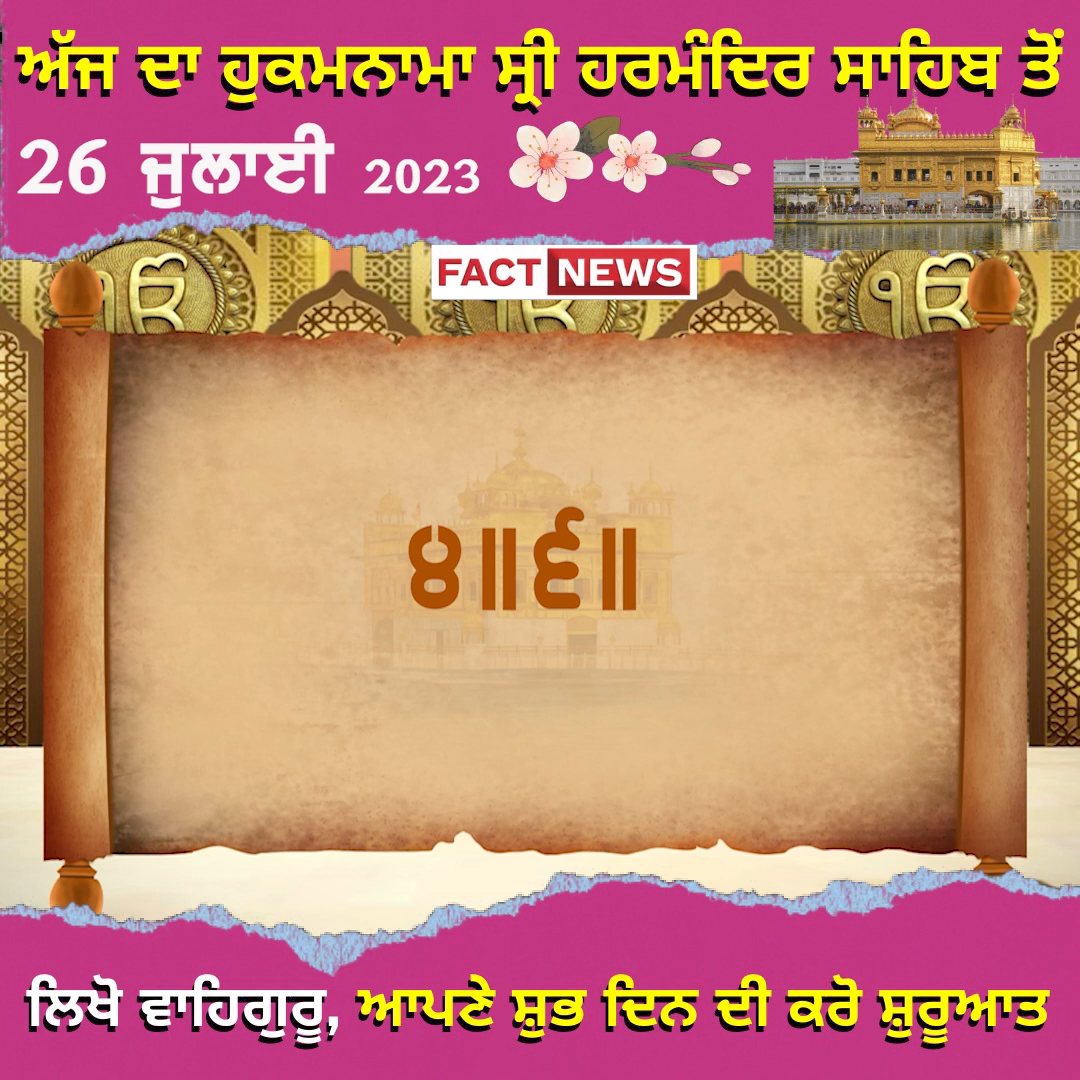 ਅੱਜ ਦਾ ਹੁਕਮਨਾਮਾ ਸ੍ਰੀ ਹਰਮੰਦਿਰ ਸਾਹਿਬ ਤੋਂ
26 ਜੁਲਾਈ 2023
FACT NEWS
੪॥੬॥
ਲਿਖੋ ਵਾਹਿਗੁਰੂ, ਆਪਣੇ ਸ਼ੁਭ ਦਿਨ ਦੀ ਕਰੋ ਸ਼ੁਰੂਆਤ